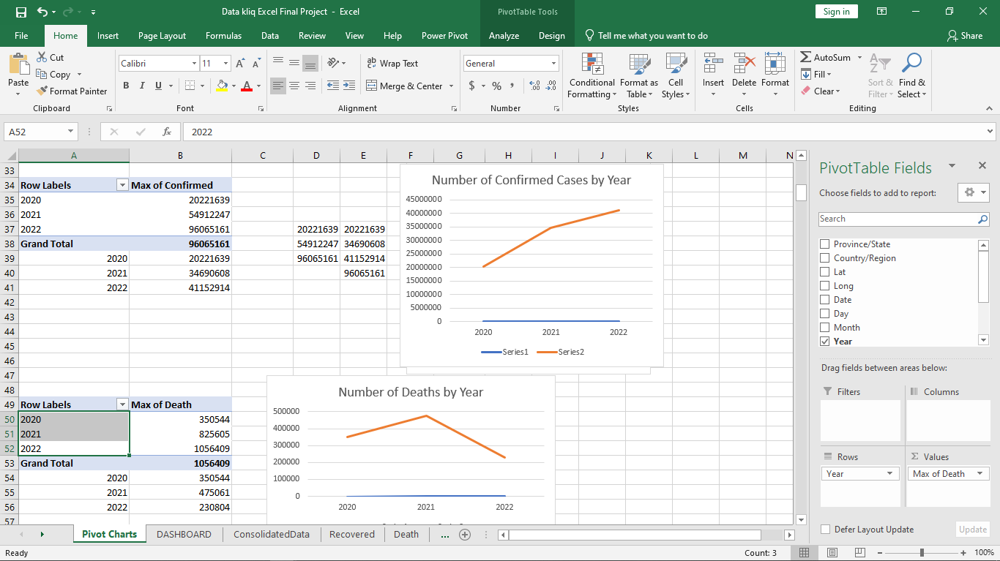 Data kliq Excel Final Project - Excel
PivotTable Tools
Sign in
File Home Insert Page Layout Formulas Data Review View Help Power Pivot Analyze Design Tell me what you want to do Share
Paste
Cut
Copy
Format Painter
Clipboard
Calibri 11
B I U
Font
Wrap Text
Merge & Center
Alignment
General
$ % ,
Number
Conditional Formatting
Format as Table
Cell Styles
Styles
Insert Delete Format
Cells
AutoSum
Fill
Clear
Sort & Filter
Find & Select
Editing
A52 fx 2022
A B C D E F G H I J K L M N
33
34 Row Labels Max of Confirmed
35 2020 20221639
36 2021 54912247
37 2022 96065161 20221639 20221639
38 Grand Total 96065161 54912247 34690608
39 2020 20221639 96065161 41152914
40 2021 34690608 96065161
41 2022 41152914
42
43
44
45
46
47
48
49 Row Labels Max of Death
50 2020 350544
51 2021 825605
52 2022 1056409
53 Grand Total 1056409
54 2020 350544
55 2021 475061
56 2022 230804
57
Number of Confirmed Cases by Year
45000000
40000000
35000000
30000000
25000000
20000000
15000000
10000000
5000000
0
2020 2021 2022
Series1 Series2
Number of Deaths by Year
500000
400000
300000
200000
100000
0
2020 2021 2022
PivotTable Fields
Choose fields to add to report:
Search
Province/State
Country/Region
Lat
Long
Date
Day
Month
Year
Drag fields between areas below:
Filters Columns
Rows Values
Year Max of Death
Defer Layout Update Update
Pivot Charts DASHBOARD ConsolidatedData Recovered Death ...
Ready Count: 3 100%